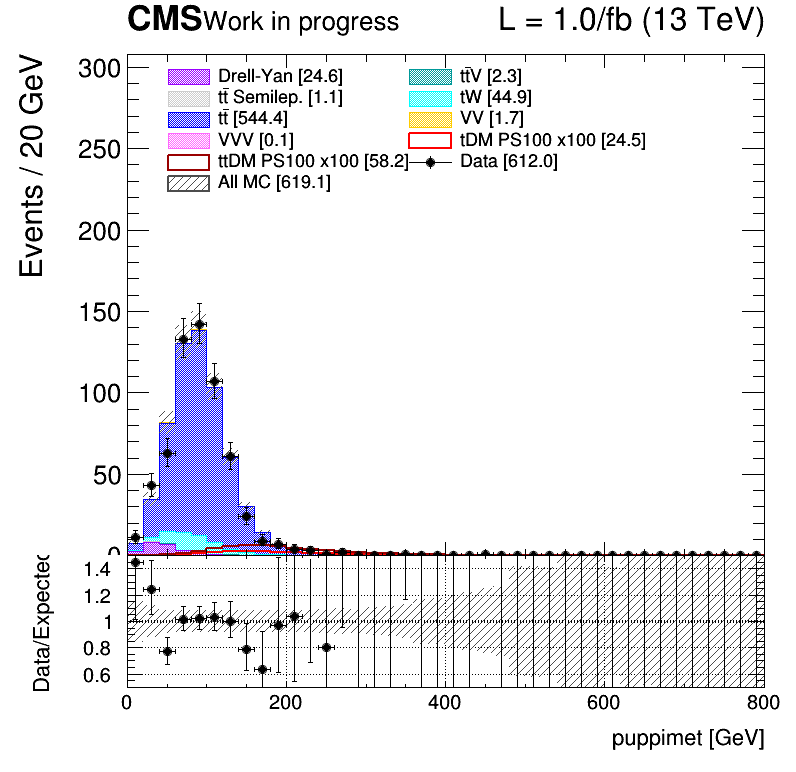 CMS Work in progress L = 1.0/fb (13 TeV)
Events / 20 GeV
300
250
200
150
100
50
0
Drell-Yan [24.6] tt̄V [2.3]
tt̄ Semilep. [1.1] tW [44.9]
tt̄ [544.4] VV [1.7]
VVV [0.1] tDM PS100 x100 [24.5]
ttDM PS100 x100 [58.2] Data [612.0]
All MC [619.1]
Data/Expected
1.4
1.2
1
0.8
0.6
0 200 400 600 800
puppimet [GeV]